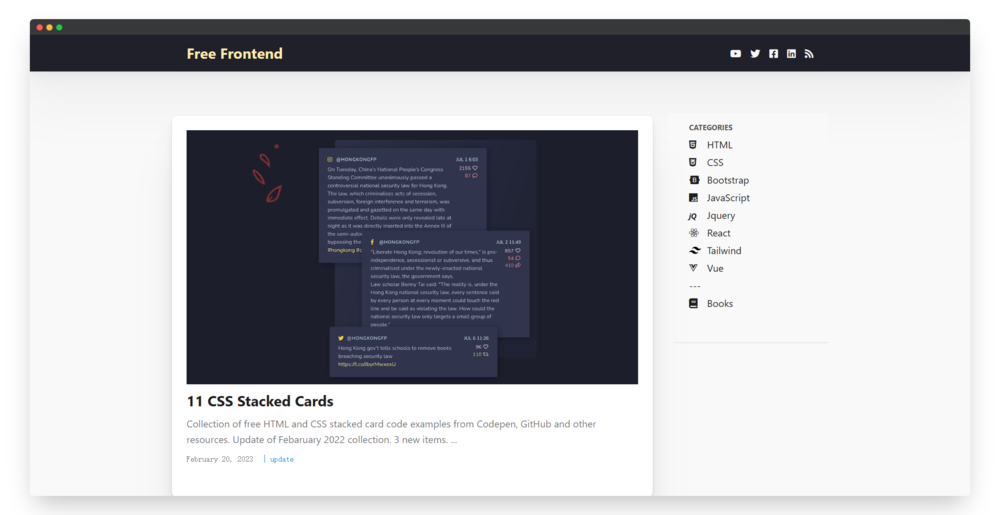 Free Frontend
@HONGKONGFP JUL 1 6:03
On Tuesday, China's National People's Congress
Standing Committee unanimously passed a
controversial national security law for Hong Kong.
The law, which criminalises acts of secession,
subversion, foreign interference and terrorism, was
promulgated and gazetted on the same day with
immediate effect. Details were only revealed late at
night as it was directly inserted into the Annex III of
the semi-auto
bypassing the
#hongkong #c
2155
87
@HONGKONGFP JUL 2 11:49
"Liberate Hong Kong; revolution of our times," is pro-
independence, secessionist or subversive, and thus
criminalised under the newly-enacted national
security law, the government says.
Law scholar Benny Tai said: "The reality is, under the
Hong Kong national security law, every sentence said
by every person at every moment could touch the red
line and be said as violating the law. How could the
national security law only targets a small group of
people."
957
54
410
@HONGKONGFP JUL 5 11:26
Hong Kong gov't tells schools to remove books
breaching security law
96
110
11 CSS Stacked Cards
Collection of free HTML and CSS stacked card code examples from Codepen, GitHub and other
resources. Update of Febaruary 2022 collection. 3 new items. ...
February 20, 2023 | update
CATEGORIES
HTML
CSS
Bootstrap
JavaScript
Jquery
React
Tailwind
Vue
---
Books